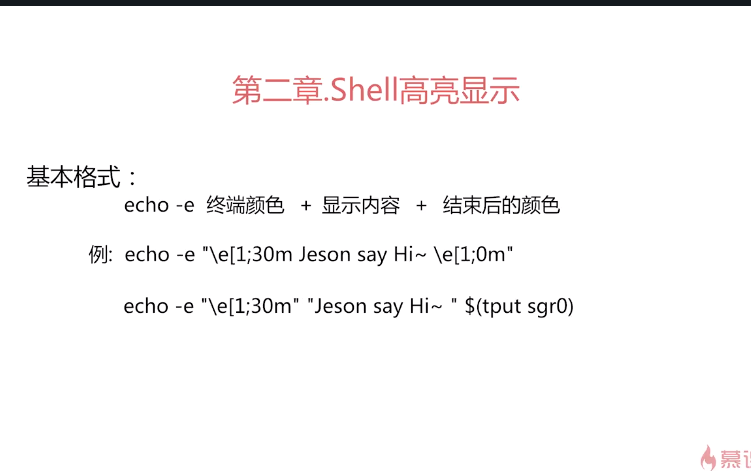 第二章.Shell高亮显示
基本格式：
echo -e 终端颜色 + 显示内容 + 结束后的颜色
例: echo -e "\e[1;30m Jeson say Hi~ \e[1;0m"
echo -e "\e[1;30m" "Jeson say Hi~ " $(tput sgr0)
慕